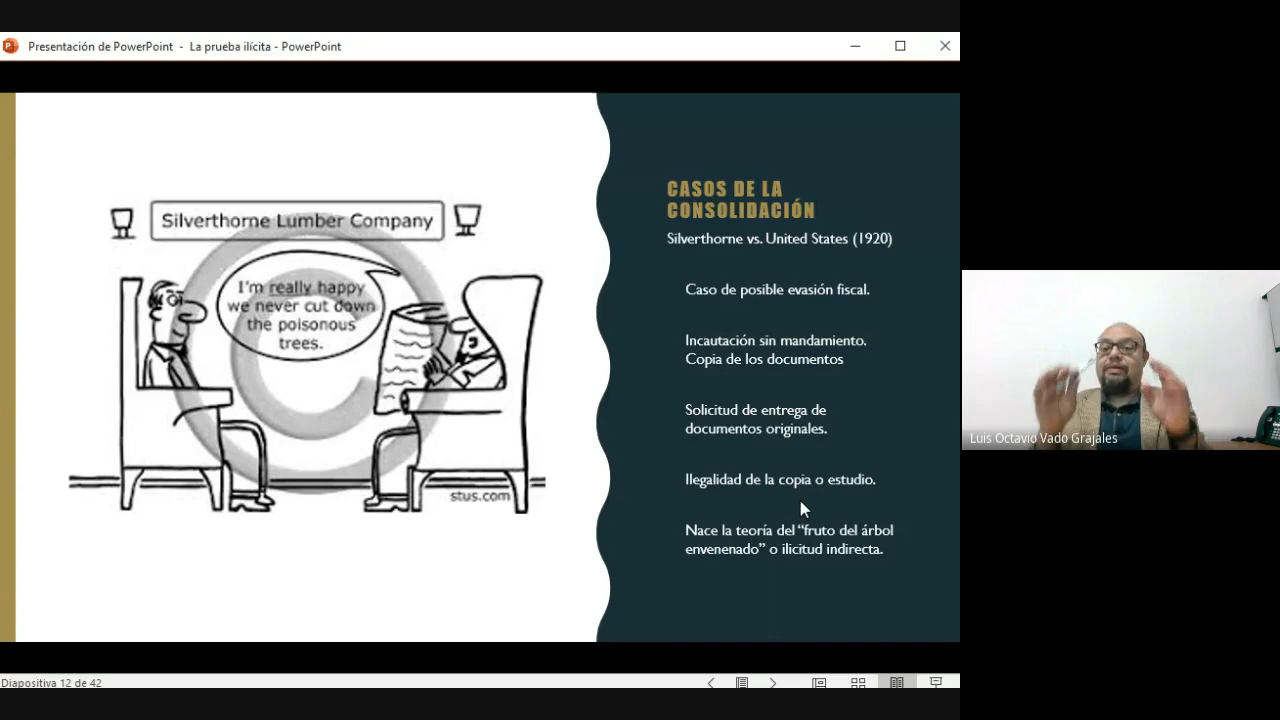 Presentación de PowerPoint - La prueba ilícita - PowerPoint
Silverthorne Lumber Company
I'm really happy
we never cut down
the poisonous
trees.
stus.com
CASOS DE LA
CONSOLIDACIÓN
Silverthorne vs. United States (1920)
Caso de posible evasión fiscal.
Incautación sin mandamiento.
Copia de los documentos
Solicitud de entrega de
documentos originales.
Ilegalidad de la copia o estudio.
Nace la teoría del “fruto del árbol
envenenado” o ilicitud indirecta.
Luis Octavio Vado Grajales
Diapositiva 12 de 42